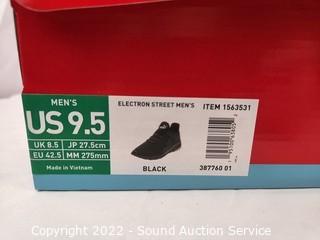 MEN'S
ELECTRON STREET MEN'S
ITEM 1563531
US 9.5
UK 8.5
JP 27.5cm
EU 42.5
MM 275mm
Made in Vietnam
BLACK
387760 01
Copyright 2022 - Sound Auction Service